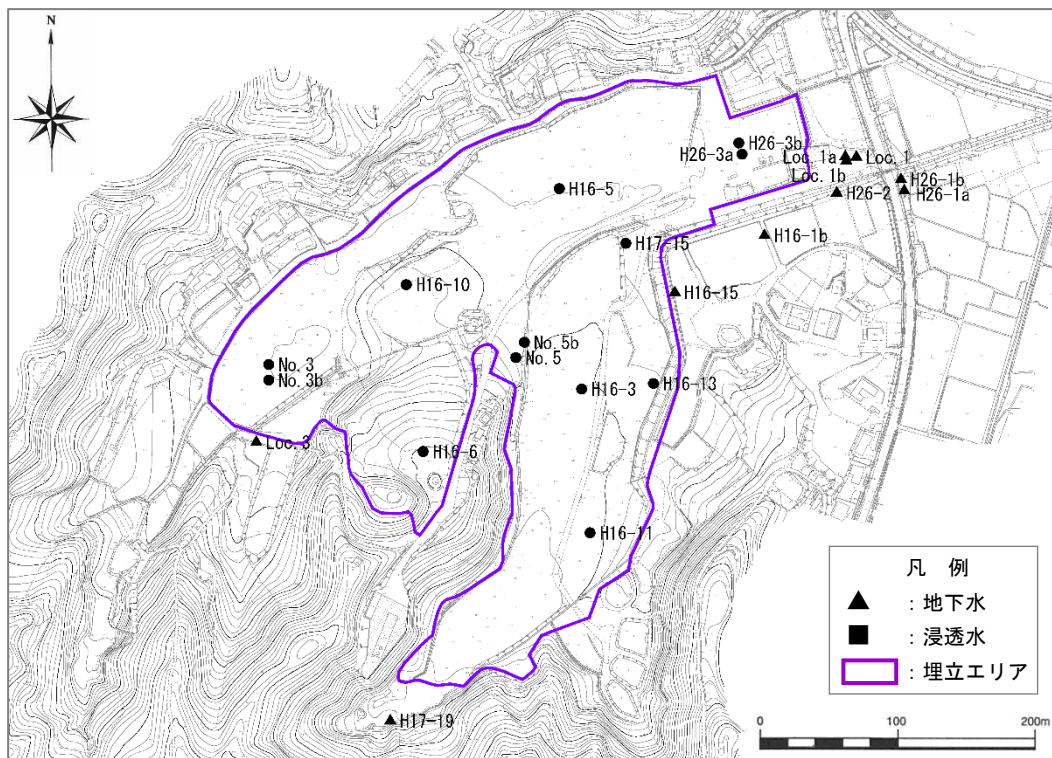 N
H26-3b
H26-3a
Loc. 1a
Loc. 1
Loc. 1b
H26-1b
H26-2
H26-1a
H16-5
H16-1b
H17-15
H16-10
H16-15
No. 5b
No. 5
No. 3
No. 3b
H16-3
H16-13
Loc. 3
H16-6
H16-11
H17-19
凡 例
：地下水
：浸透水
：埋立エリア
0 100 200m